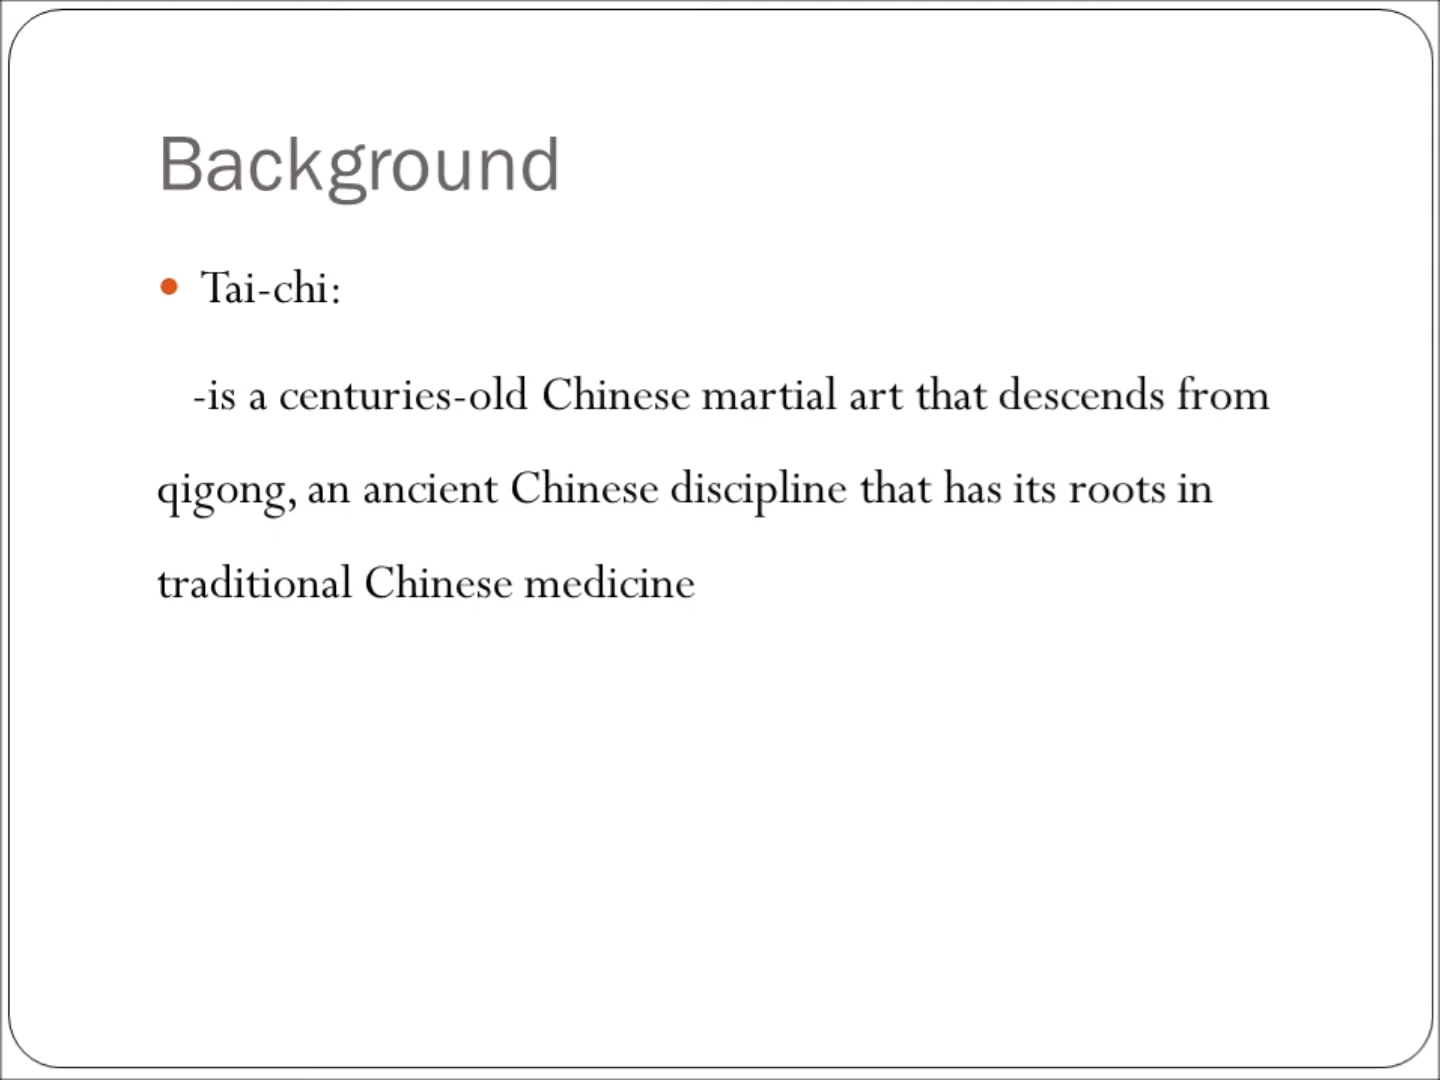 Background
• Tai-chi:
-is a centuries-old Chinese martial art that descends from
qigong, an ancient Chinese discipline that has its roots in
traditional Chinese medicine